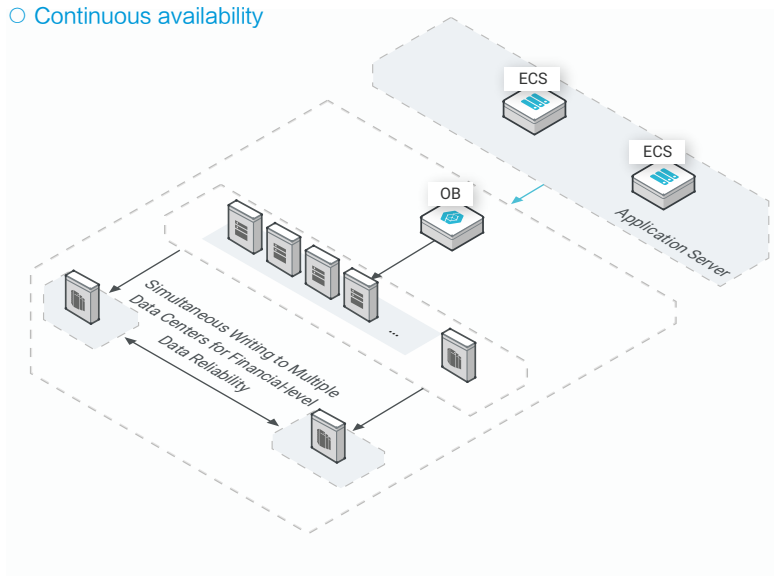 Continuous availability
ECS
ECS
OB
Application Server
Simultaneous Writing to Multiple
Data Centers for Financial-level
Data Reliability
...